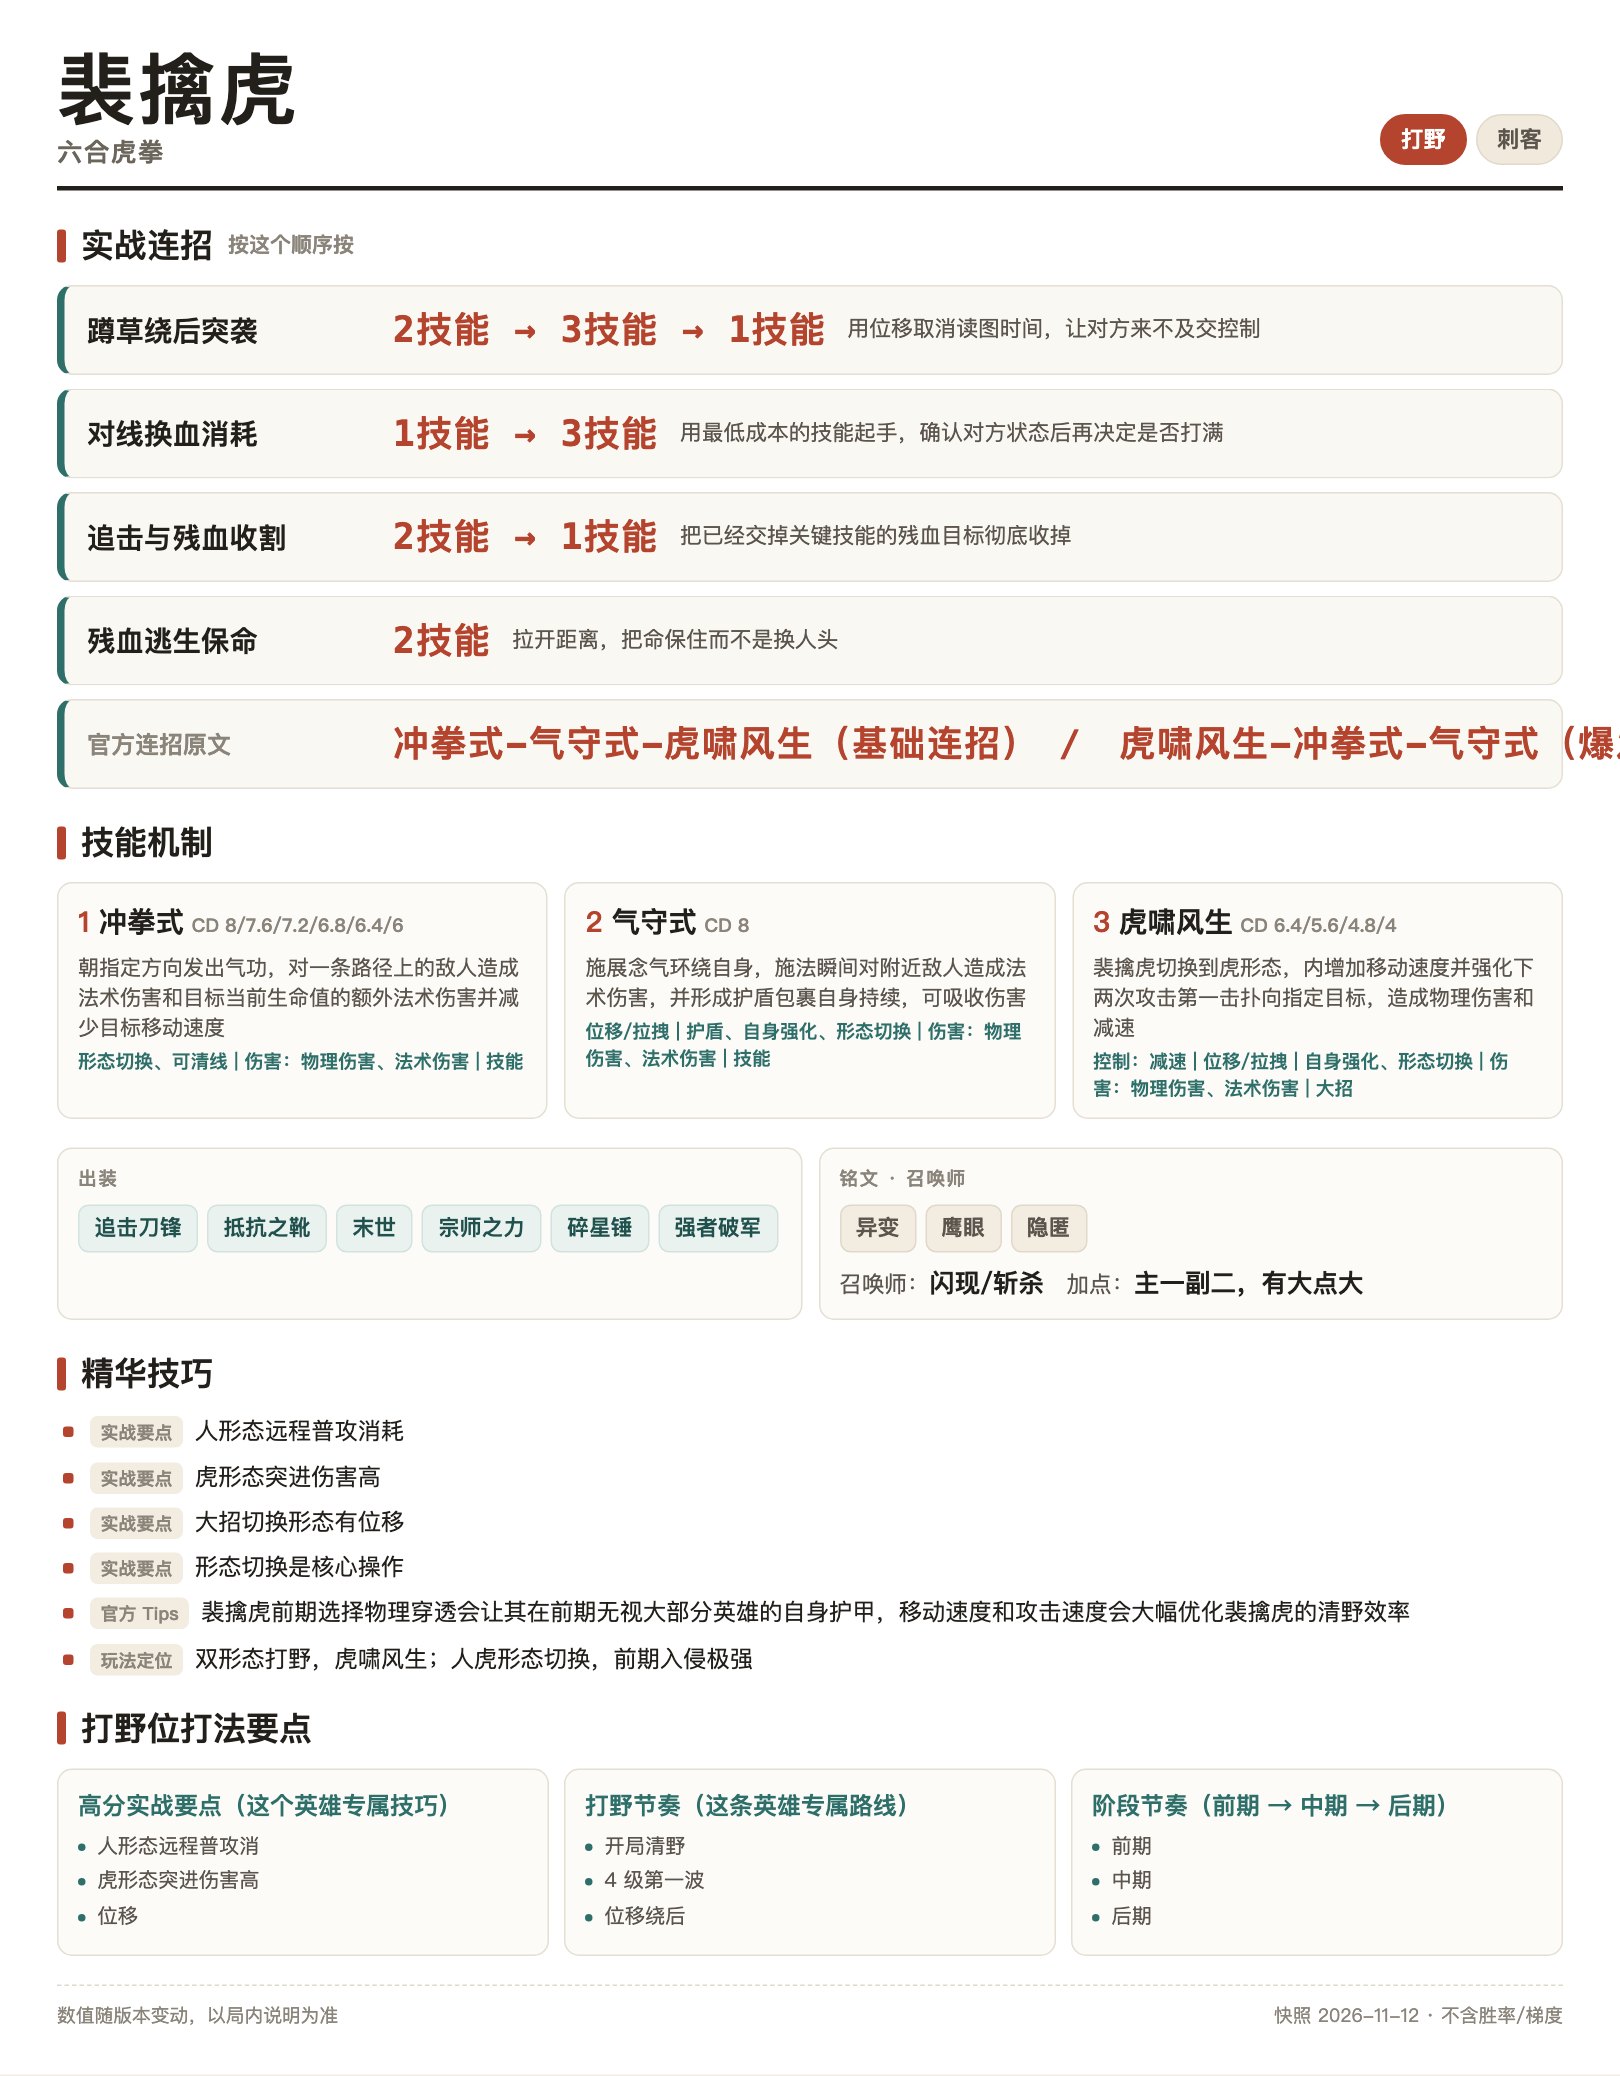 裴擒虎
六合虎拳
打野 刺客
实战连招 按这个顺序按
蹲草绕后突袭 2技能 → 3技能 → 1技能 用位移取消读图时间，让对方来不及交控制
对线换血消耗 1技能 → 3技能 用最低成本的技能起手，确认对方状态后再决定是否打满
追击与残血收割 2技能 → 1技能 把已经交掉关键技能的残血目标彻底收掉
残血逃生保命 2技能 拉开距离，把命保住而不是换人头
官方连招原文 冲拳式–气守式–虎啸风生（基础连招） / 虎啸风生–冲拳式–气守式（爆
技能机制
1 冲拳式 CD 8/7.6/7.2/6.8/6.4/6
朝指定方向发出气功，对一条路径上的敌人造成
法术伤害和目标当前生命值的额外法术伤害并减
少目标移动速度
形态切换、可清线 | 伤害：物理伤害、法术伤害 | 技能
2 气守式 CD 8
施展念气环绕自身，施法瞬间对附近敌人造成法
术伤害，并形成护盾包裹自身持续，可吸收伤害
位移/拉拽 | 护盾、自身强化、形态切换 | 伤害：物理
伤害、法术伤害 | 技能
3 虎啸风生 CD 6.4/5.6/4.8/4
裴擒虎切换到虎形态，内增加移动速度并强化下
两次攻击第一击扑向指定目标，造成物理伤害和
减速
控制：减速 | 位移/拉拽 | 自身强化、形态切换 | 伤
害：物理伤害、法术伤害 | 大招
出装
追击刀锋 抵抗之靴 末世 宗师之力 碎星锤 强者破军
铭文 · 召唤师
异变 鹰眼 隐匿
召唤师：闪现/斩杀 加点：主一副二，有大点大
精华技巧
实战要点 人形态远程普攻消耗
实战要点 虎形态突进伤害高
实战要点 大招切换形态有位移
实战要点 形态切换是核心操作
官方 Tips 裴擒虎前期选择物理穿透会让其在前期无视大部分英雄的自身护甲，移动速度和攻击速度会大幅优化裴擒虎的清野效率
玩法定位 双形态打野，虎啸风生；人虎形态切换，前期入侵极强
打野位打法要点
高分实战要点（这个英雄专属技巧）
人形态远程普攻消
虎形态突进伤害高
位移
打野节奏（这条英雄专属路线）
开局清野
4 级第一波
位移绕后
阶段节奏（前期 → 中期 → 后期）
前期
中期
后期
数值随版本变动，以局内说明为准
快照 2026–11–12 · 不含胜率/梯度